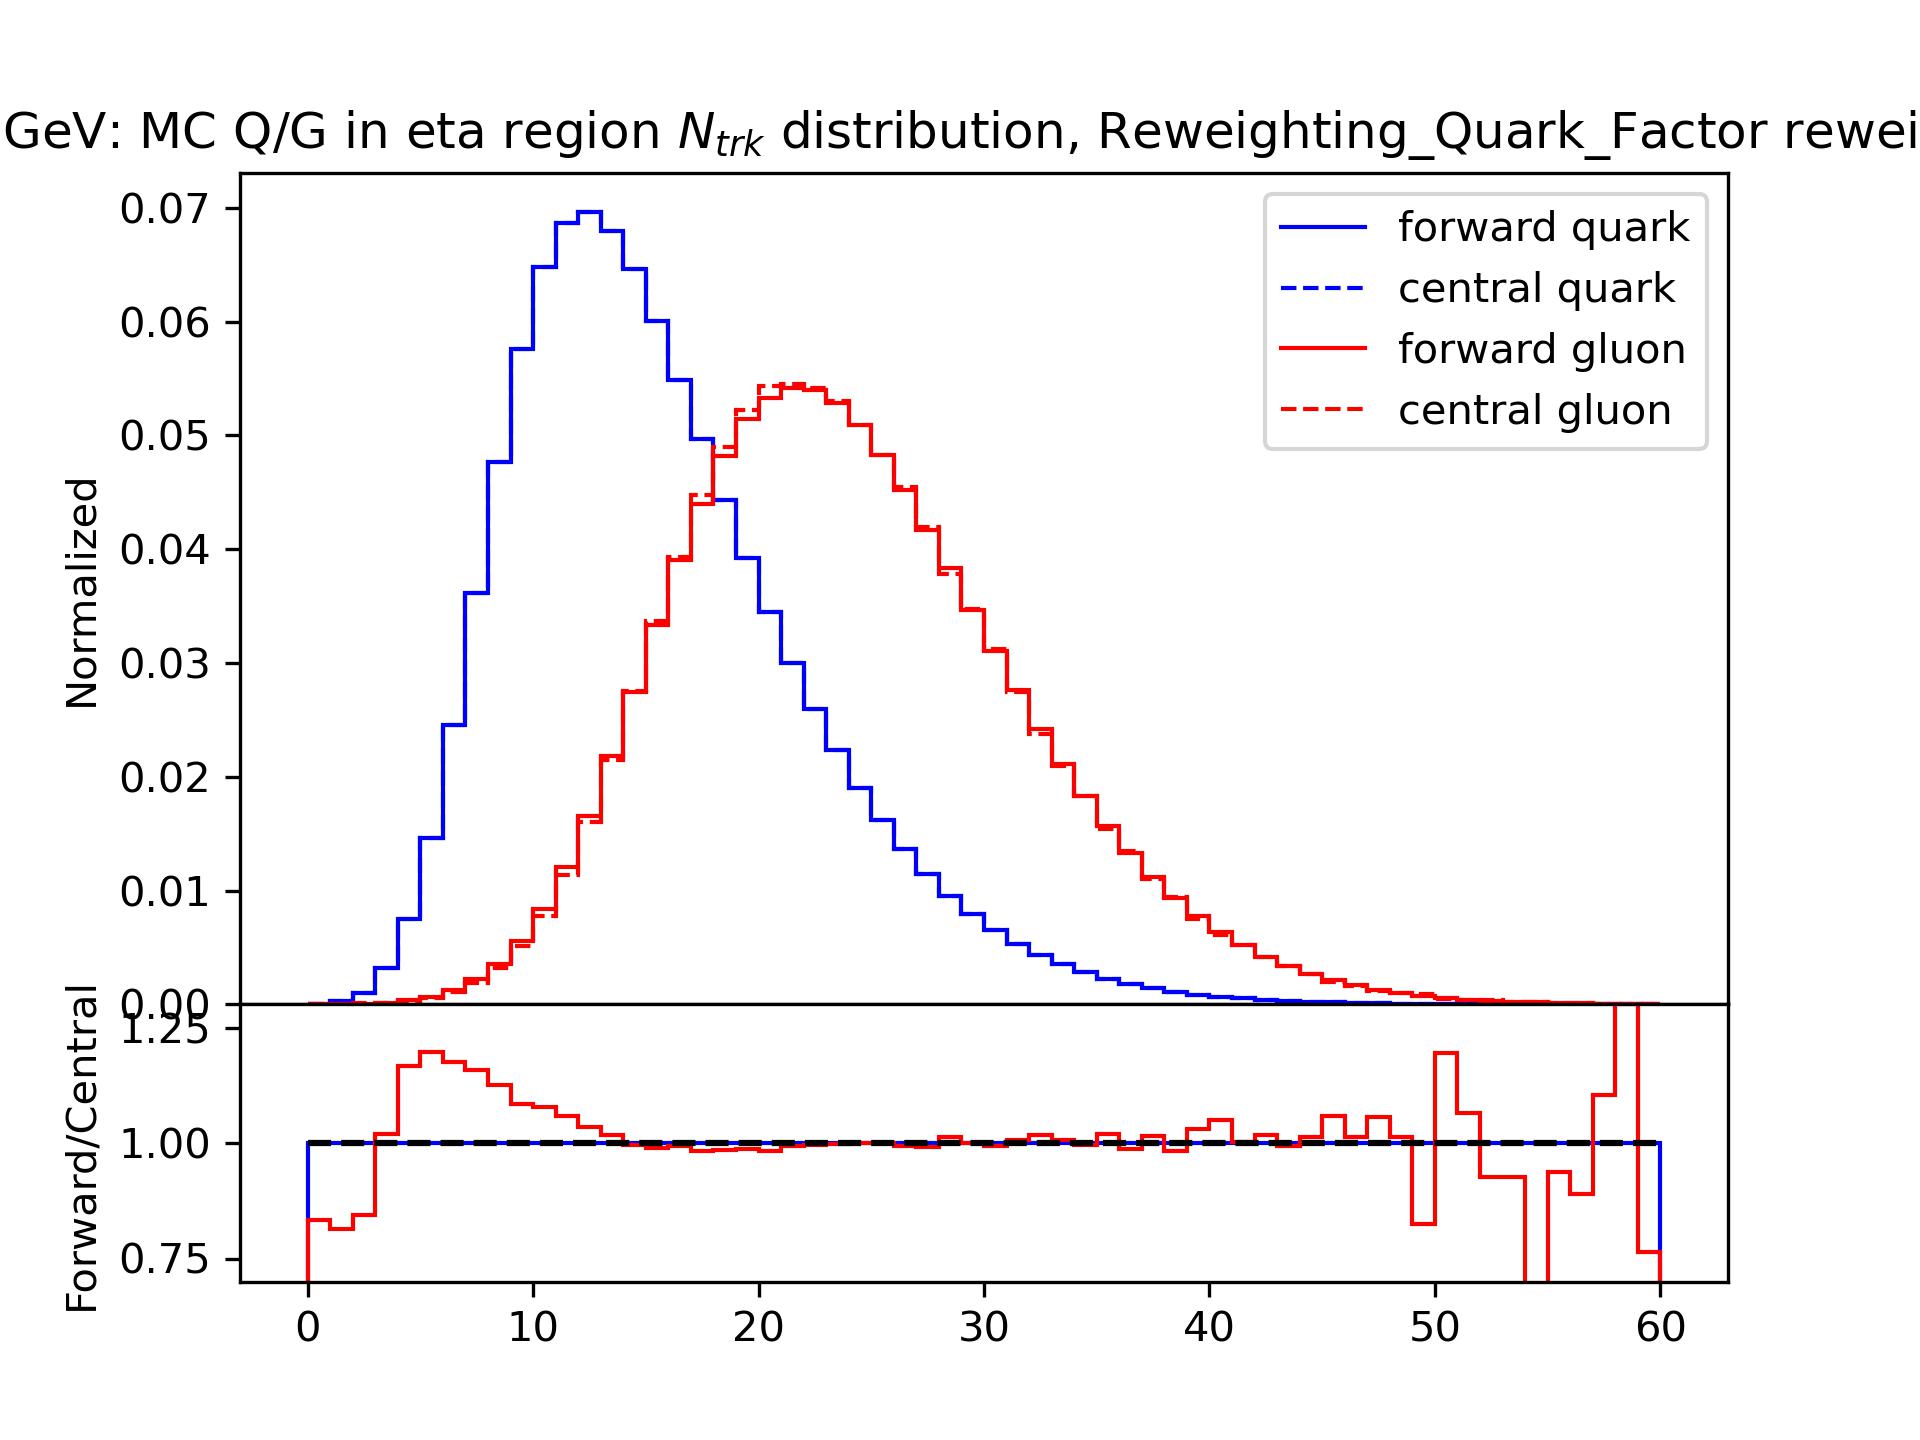 GeV: MC Q/G in eta region N_trk distribution, Reweighting_Quark_Factor rewei
0.07
0.06
0.05
0.04
0.03
0.02
0.01
0.00
Normalized
forward quark
central quark
forward gluon
central gluon
1.25
1.00
0.75
Forward/Central
0 10 20 30 40 50 60